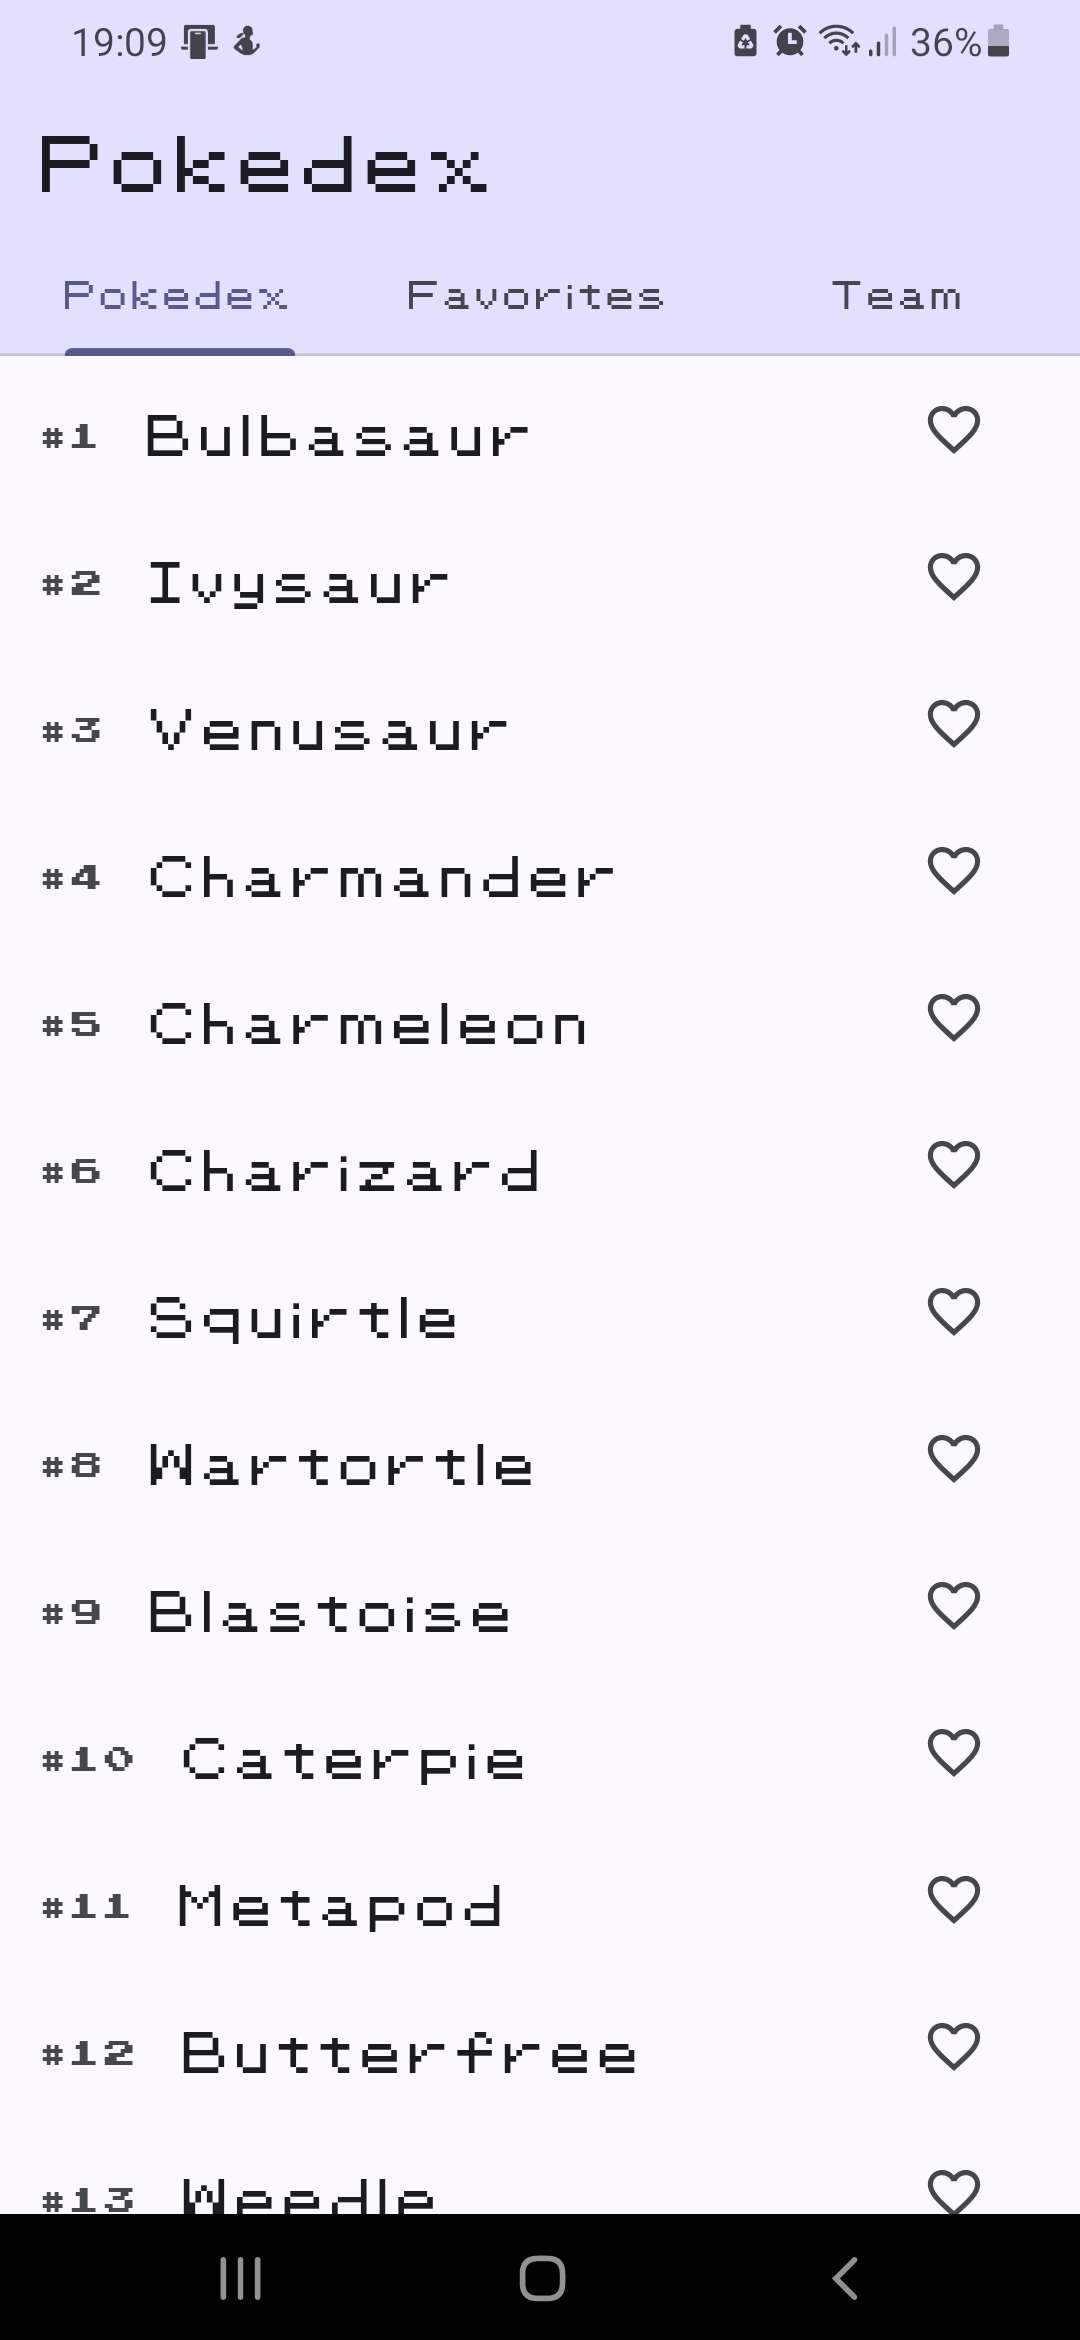 19:09 36%
Pokedex
Pokedex Favorites Team
#1 Bulbasaur
#2 Ivysaur
#3 Venusaur
#4 Charmander
#5 Charmeleon
#6 Charizard
#7 Squirtle
#8 Wartortle
#9 Blastoise
#10 Caterpie
#11 Metapod
#12 Butterfree
#13 Weedle